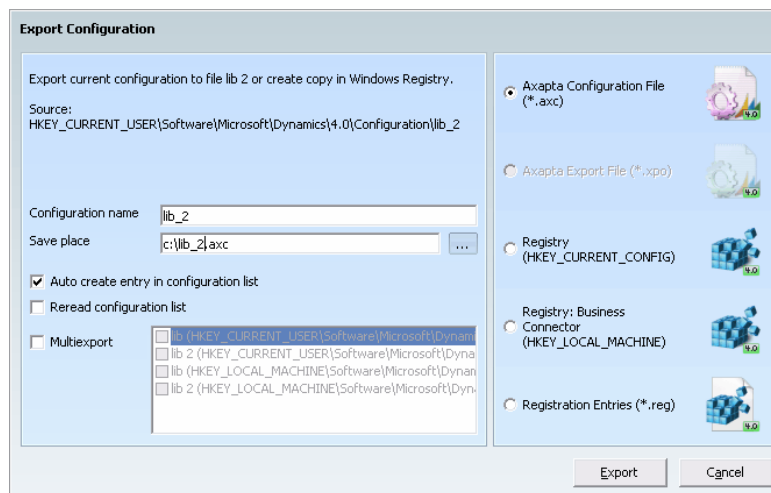 Export Configuration
Export current configuration to file lib 2 or create copy in Windows Registry.
Source:
HKEY_CURRENT_USER\Software\Microsoft\Dynamics\4.0\Configuration\lib_2
Configuration name
lib_2
Save place
c:\lib_2.axc
...
Auto create entry in configuration list
Reread configuration list
Multiexport
lib (HKEY_CURRENT_USER\Software\Microsoft\Dynam
lib 2 (HKEY_CURRENT_USER\Software\Microsoft\Dyna
lib (HKEY_LOCAL_MACHINE\Software\Microsoft\Dynan
lib 2 (HKEY_LOCAL_MACHINE\Software\Microsoft\Dyn
Axapta Configuration File
(*.axc)
4.0
Axapta Export File (*.xpo)
4.0
Registry
(HKEY_CURRENT_CONFIG)
4.0
Registry: Business
Connector
(HKEY_LOCAL_MACHINE)
4.0
Registration Entries (*.reg)
4.0
Export
Cancel